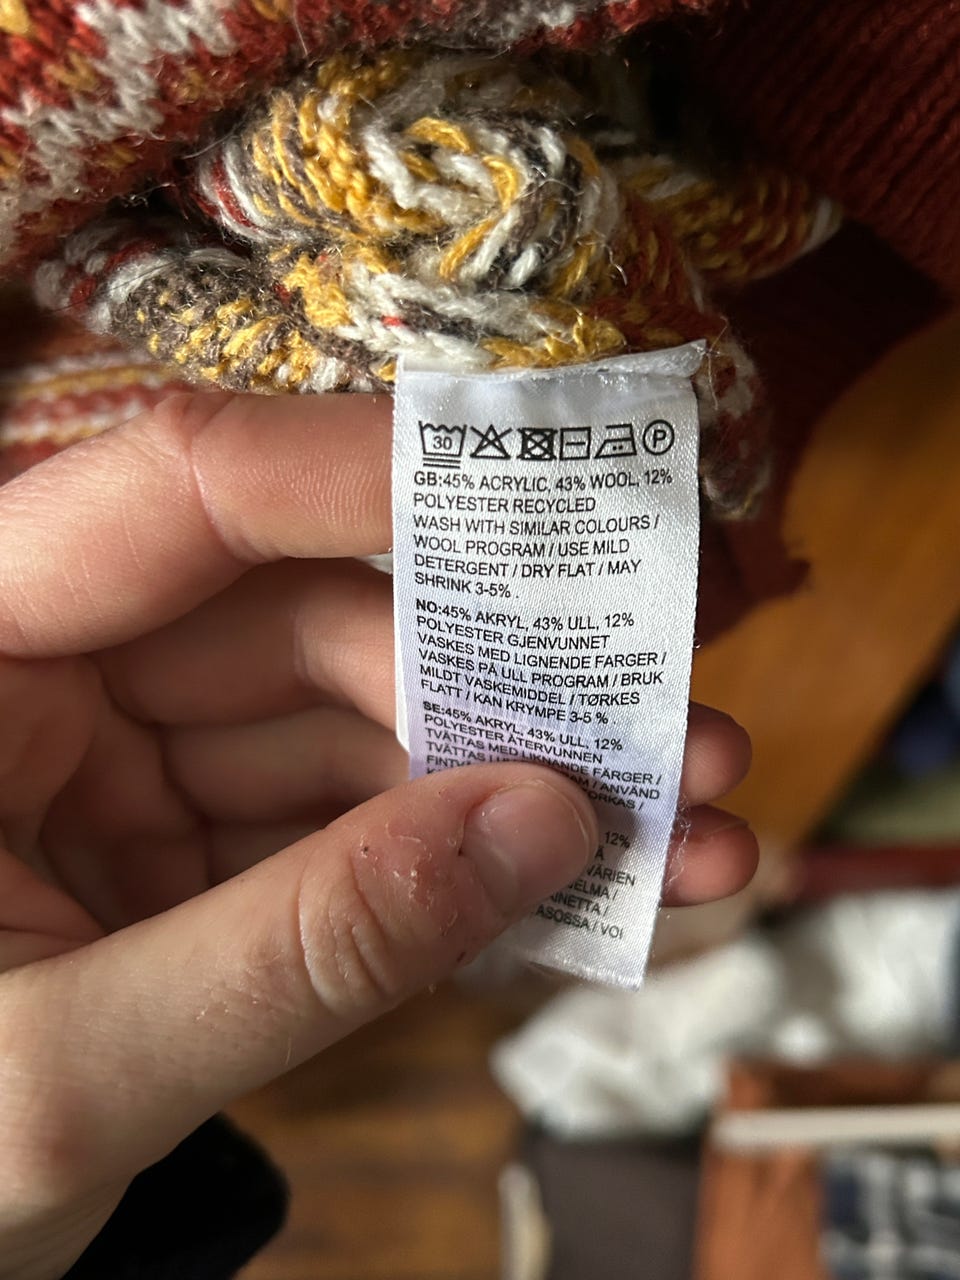 30 P
GB:45% ACRYLIC, 43% WOOL, 12%
POLYESTER RECYCLED
WASH WITH SIMILAR COLOURS /
WOOL PROGRAM / USE MILD
DETERGENT / DRY FLAT / MAY
SHRINK 3-5% .
NO:45% AKRYL, 43% ULL, 12%
POLYESTER GJENVUNNET
VASKES MED LIGNENDE FARGER /
VASKES PÅ ULL PROGRAM / BRUK
MILDT VASKEMIDDEL / TØRKES
FLATT / KAN KRYMPE 3-5 %
SE:45% AKRYL, 43% ULL, 12%
POLYESTER ÅTERVUNNEN
TVÄTTAS MED LIKNANDE FÄRGER /
TVÄTTAS / ANVÄND
/
12%
/
/ VOI